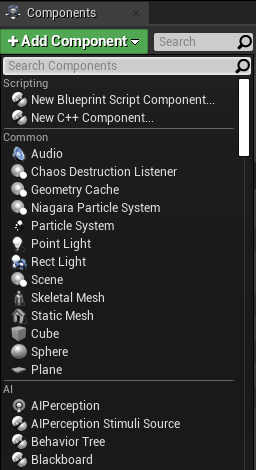 Components
+ Add Component
Search
Search Components
Scripting
New Blueprint Script Component...
New C++ Component...
Common
Audio
Chaos Destruction Listener
Geometry Cache
Niagara Particle System
Particle System
Point Light
Rect Light
Scene
Skeletal Mesh
Static Mesh
Cube
Sphere
Plane
AI
AIPerception
AIPerception Stimuli Source
Behavior Tree
Blackboard